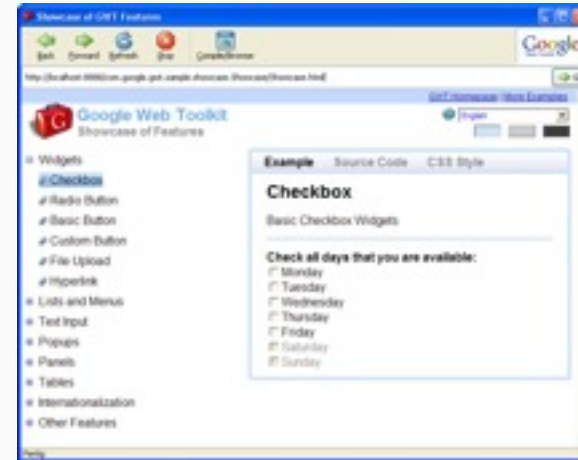 Showcase of GWT Features
Back Forward Refresh Stop Compile/Browse
Google
GWT Homepage More Examples
Google Web Toolkit
Showcase of Features
English
Widgets
Checkbox
Radio Button
Basic Button
Custom Button
File Upload
Hyperlink
Lists and Menus
Text Input
Popups
Panels
Tables
Internationalization
Other Features
Example Source Code CSS Style
Checkbox
Basic Checkbox Widgets
Check all days that you are available:
Monday
Tuesday
Wednesday
Thursday
Friday
Saturday
Sunday
Fertig